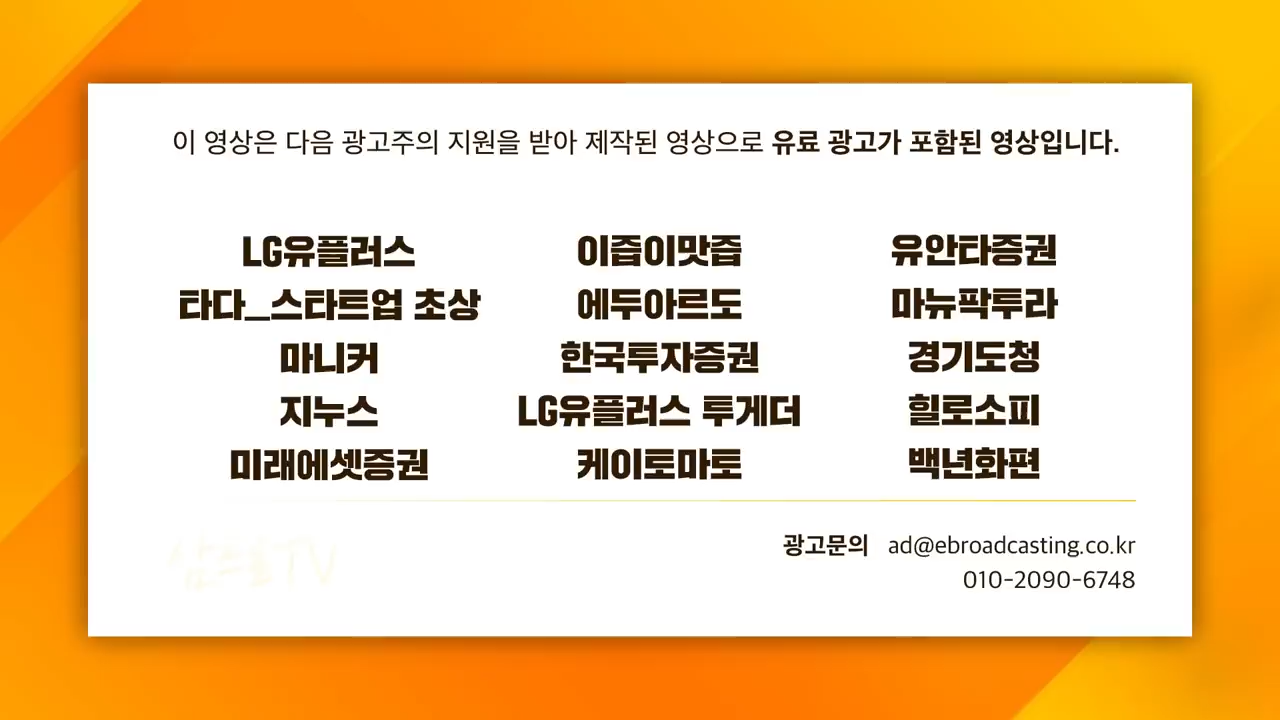 이 영상은 다음 광고주의 지원을 받아 제작된 영상으로 유료 광고가 포함된 영상입니다.
LG유플러스 이즙이맛즙 유안타증권
타다_스타트업 초상 에두아르도 마뉴팍투라
마니커 한국투자증권 경기도청
지누스 LG유플러스 투게더 힐로소피
미래에셋증권 케이토마토 백년화편
삼프로TV
광고문의 ad@ebroadcasting.co.kr
010-2090-6748